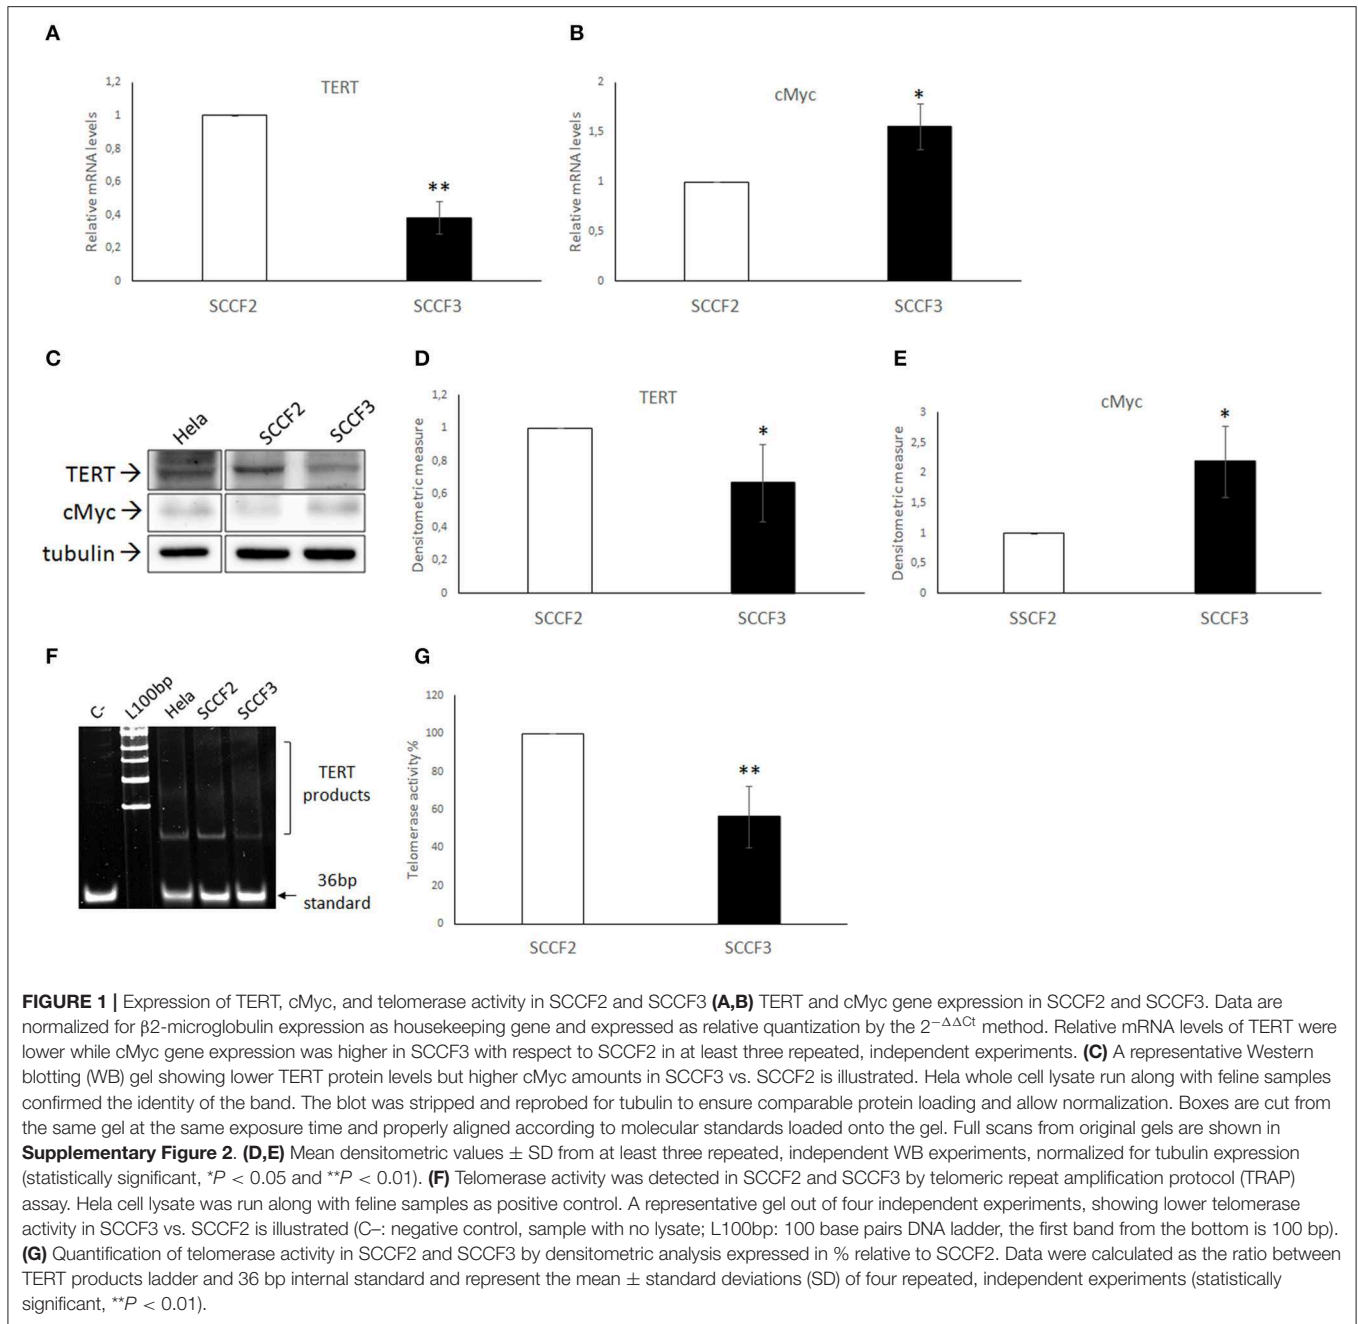 A
TERT
Relative mRNA levels
1,2
1
0,8
0,6
0,4
0,2
0
**
SCCF2 SCCF3
B
cMyc
Relative mRNA levels
2
1,5
1
0,5
0
*
SCCF2 SCCF3
C
Hela SCCF2 SCCF3
TERT →
cMyc →
tubulin →
D
TERT
Densitometric measure
1,2
1
0,8
0,6
0,4
0,2
0
*
SCCF2 SCCF3
E
cMyc
Densitometric measure
3
2,5
2
1,5
1
0,5
0
*
SSCF2 SCCF3
F
C- L100bp Hela SCCF2 SCCF3
TERT
products
36bp
standard
G
Telomerase activity %
120
100
80
60
40
20
0
**
SCCF2 SCCF3
FIGURE 1 | Expression of TERT, cMyc, and telomerase activity in SCCF2 and SCCF3 (A,B) TERT and cMyc gene expression in SCCF2 and SCCF3. Data are
normalized for β2-microglobulin expression as housekeeping gene and expressed as relative quantization by the 2^−ΔΔCt method. Relative mRNA levels of TERT were
lower while cMyc gene expression was higher in SCCF3 with respect to SCCF2 in at least three repeated, independent experiments. (C) A representative Western
blotting (WB) gel showing lower TERT protein levels but higher cMyc amounts in SCCF3 vs. SCCF2 is illustrated. Hela whole cell lysate run along with feline samples
confirmed the identity of the band. The blot was stripped and reprobed for tubulin to ensure comparable protein loading and allow normalization. Boxes are cut from
the same gel at the same exposure time and properly aligned according to molecular standards loaded onto the gel. Full scans from original gels are shown in
Supplementary Figure 2. (D,E) Mean densitometric values ± SD from at least three repeated, independent WB experiments, normalized for tubulin expression
(statistically significant, *P < 0.05 and **P < 0.01). (F) Telomerase activity was detected in SCCF2 and SCCF3 by telomeric repeat amplification protocol (TRAP)
assay. Hela cell lysate was run along with feline samples as positive control. A representative gel out of four independent experiments, showing lower telomerase
activity in SCCF3 vs. SCCF2 is illustrated (C–: negative control, sample with no lysate; L100bp: 100 base pairs DNA ladder, the first band from the bottom is 100 bp).
(G) Quantification of telomerase activity in SCCF2 and SCCF3 by densitometric analysis expressed in % relative to SCCF2. Data were calculated as the ratio between
TERT products ladder and 36 bp internal standard and represent the mean ± standard deviations (SD) of four repeated, independent experiments (statistically
significant, **P < 0.01).